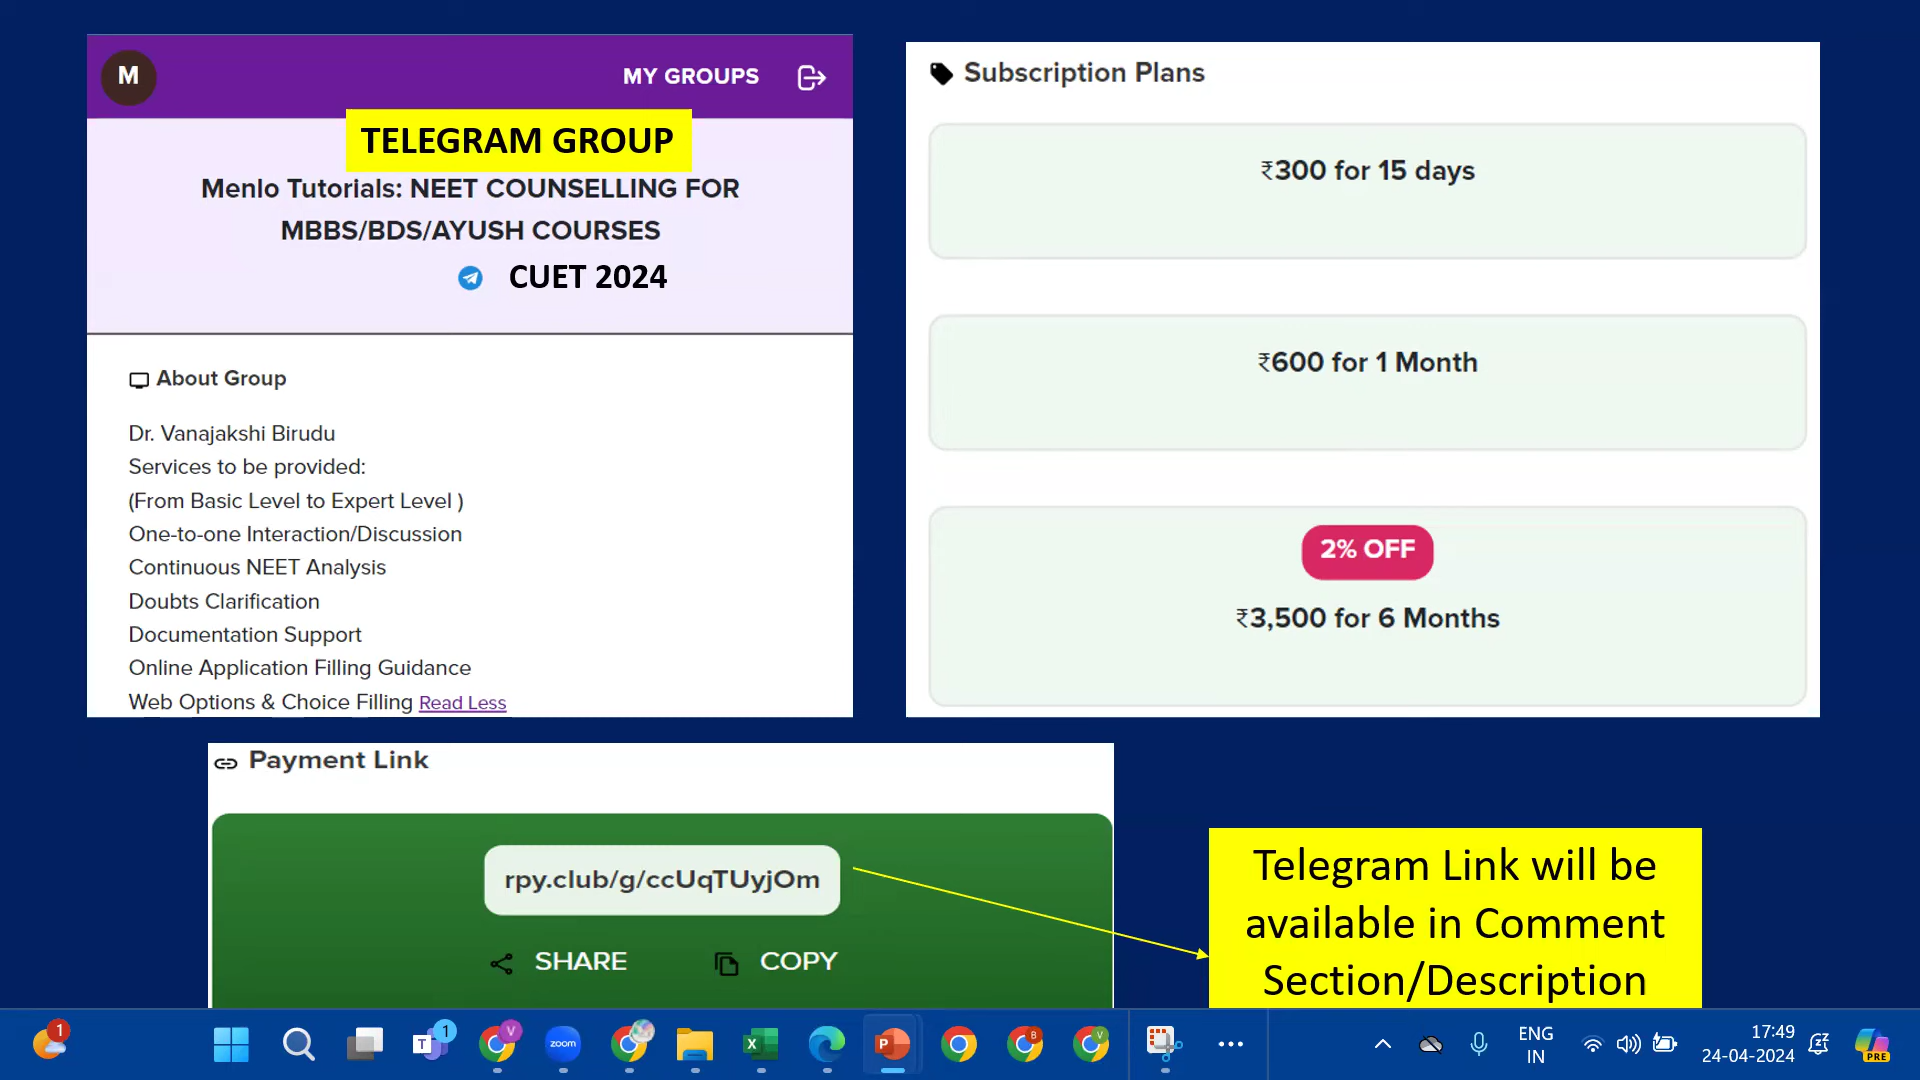 M
MY GROUPS
TELEGRAM GROUP
Menlo Tutorials: NEET COUNSELLING FOR
MBBS/BDS/AYUSH COURSES
CUET 2024
About Group
Dr. Vanajakshi Birudu
Services to be provided:
(From Basic Level to Expert Level )
One-to-one Interaction/Discussion
Continuous NEET Analysis
Doubts Clarification
Documentation Support
Online Application Filling Guidance
Web Options & Choice Filling Read Less
Subscription Plans
₹300 for 15 days
₹600 for 1 Month
2% OFF
₹3,500 for 6 Months
Payment Link
rpy.club/g/ccUqTUyjOm
SHARE
COPY
Telegram Link will be
available in Comment
Section/Description
1
T
1
V
zoom
X
P
B
V
ENG
IN
17:49
24-04-2024
PRE